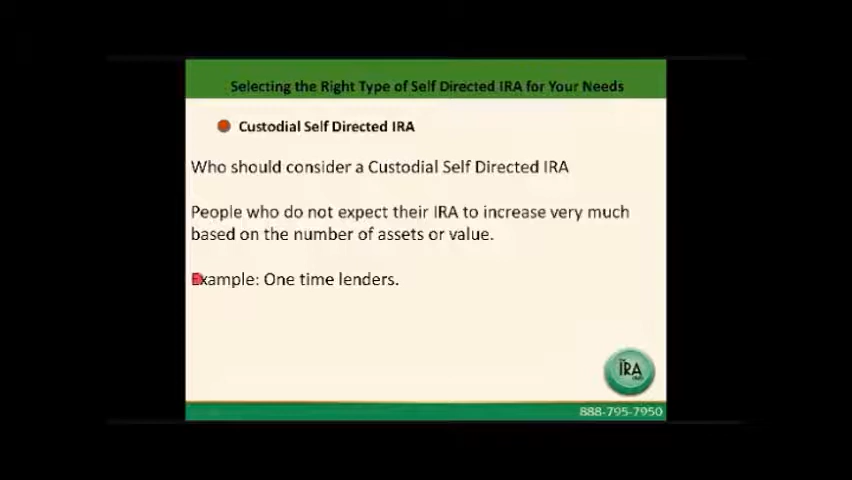 Selecting the Right Type of Self Directed IRA for Your Needs
Custodial Self Directed IRA
Who should consider a Custodial Self Directed IRA
People who do not expect their IRA to increase very much
based on the number of assets or value.
Example: One time lenders.
IRA
888-795-7950